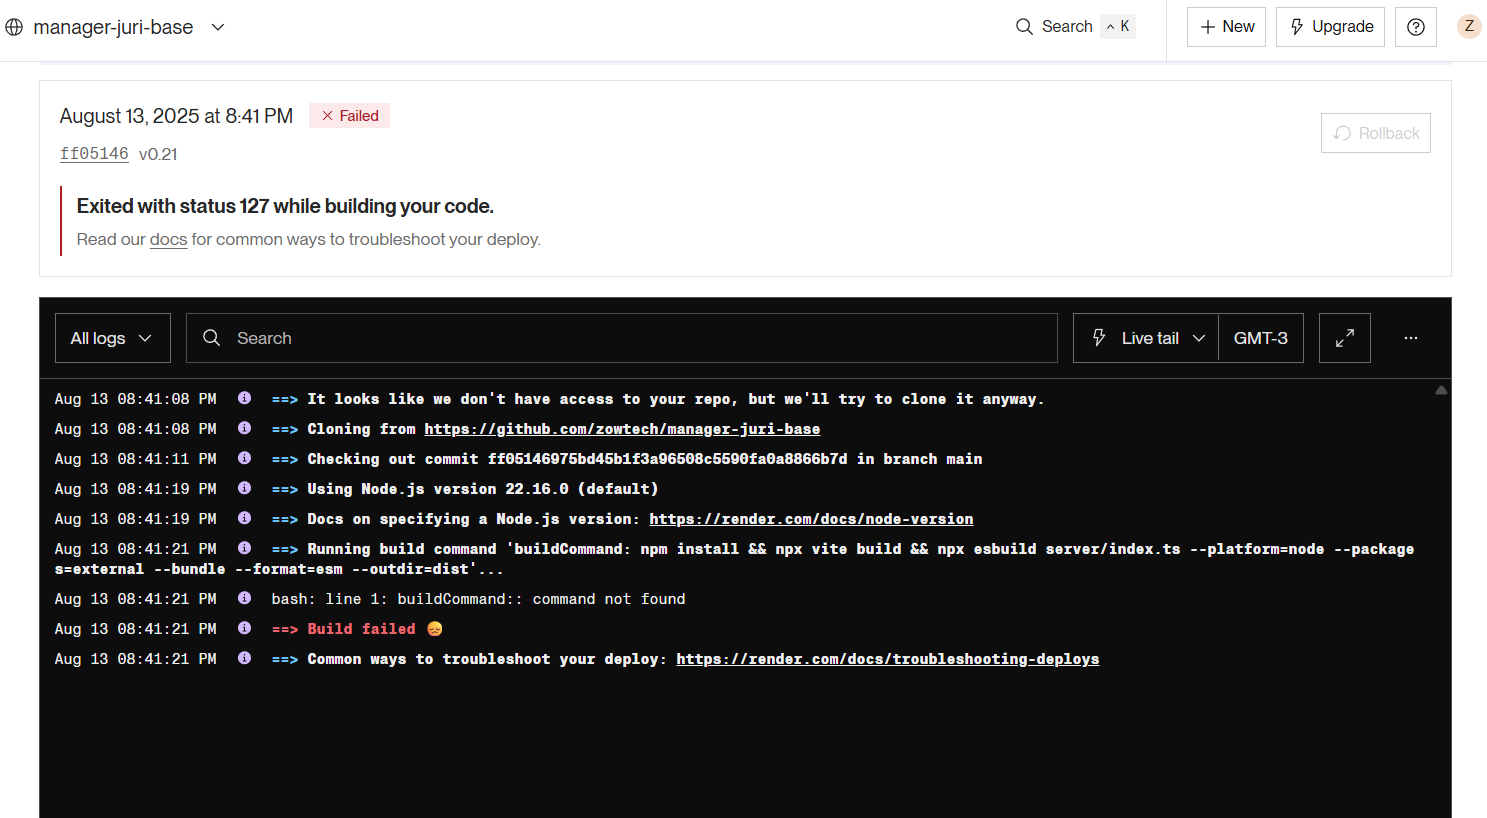 manager-juri-base
Search ^ K
+ New
Upgrade
Z
August 13, 2025 at 8:41 PM
Failed
Rollback
ff05146 v0.21
Exited with status 127 while building your code.
Read our docs for common ways to troubleshoot your deploy.
All logs
Search
Live tail
GMT-3
...
Aug 13 08:41:08 PM ==> It looks like we don't have access to your repo, but we'll try to clone it anyway.
Aug 13 08:41:08 PM ==> Cloning from https://github.com/zowtech/manager-juri-base
Aug 13 08:41:11 PM ==> Checking out commit ff05146975bd45b1f3a96508c5590fa0a8866b7d in branch main
Aug 13 08:41:19 PM ==> Using Node.js version 22.16.0 (default)
Aug 13 08:41:19 PM ==> Docs on specifying a Node.js version: https://render.com/docs/node-version
Aug 13 08:41:21 PM ==> Running build command 'buildCommand: npm install && npx vite build && npx esbuild server/index.ts --platform=node --package
s=external --bundle --format=esm --outdir=dist'...
Aug 13 08:41:21 PM bash: line 1: buildCommand:: command not found
Aug 13 08:41:21 PM ==> Build failed 😞
Aug 13 08:41:21 PM ==> Common ways to troubleshoot your deploy: https://render.com/docs/troubleshooting-deploys